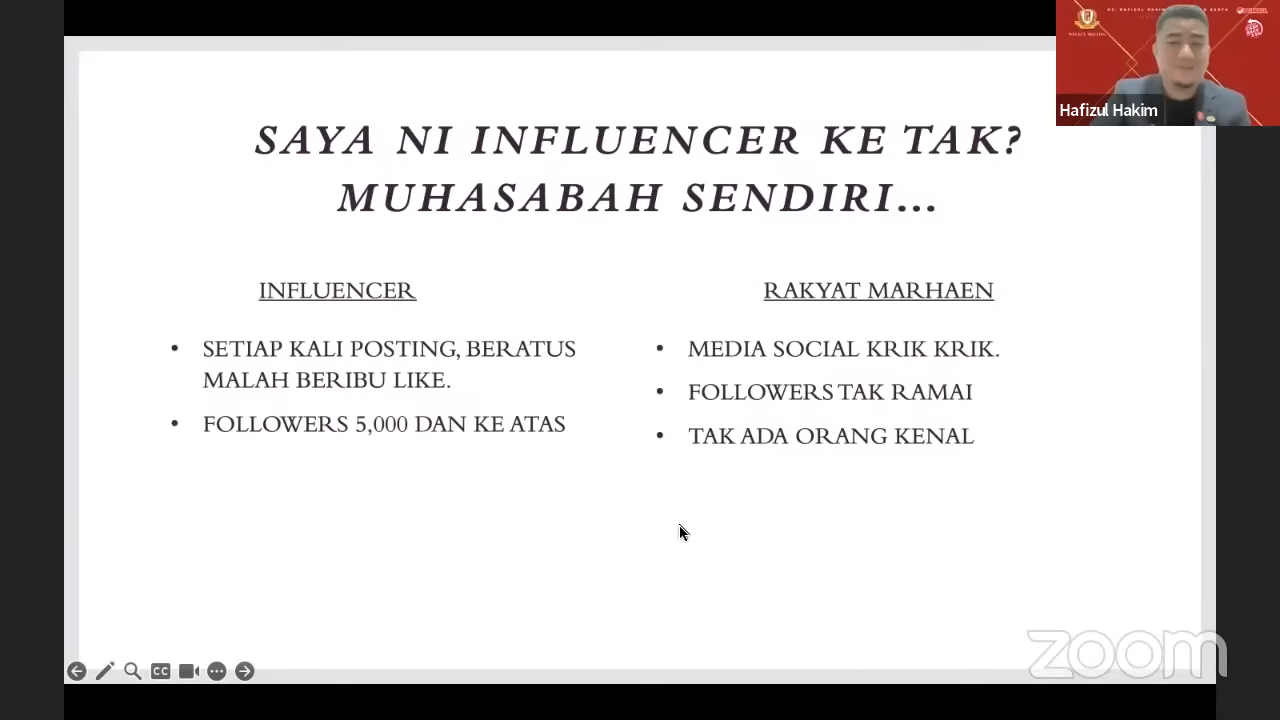 SAYA NI INFLUENCER KE TAK?
MUHASABAH SENDIRI...
INFLUENCER
• SETIAP KALI POSTING, BERATUS
MALAH BERIBU LIKE.
• FOLLOWERS 5,000 DAN KE ATAS
RAKYAT MARHAEN
• MEDIA SOCIAL KRIK KRIK.
• FOLLOWERS TAK RAMAI
• TAK ADA ORANG KENAL
Hafizul Hakim
CC
zoom